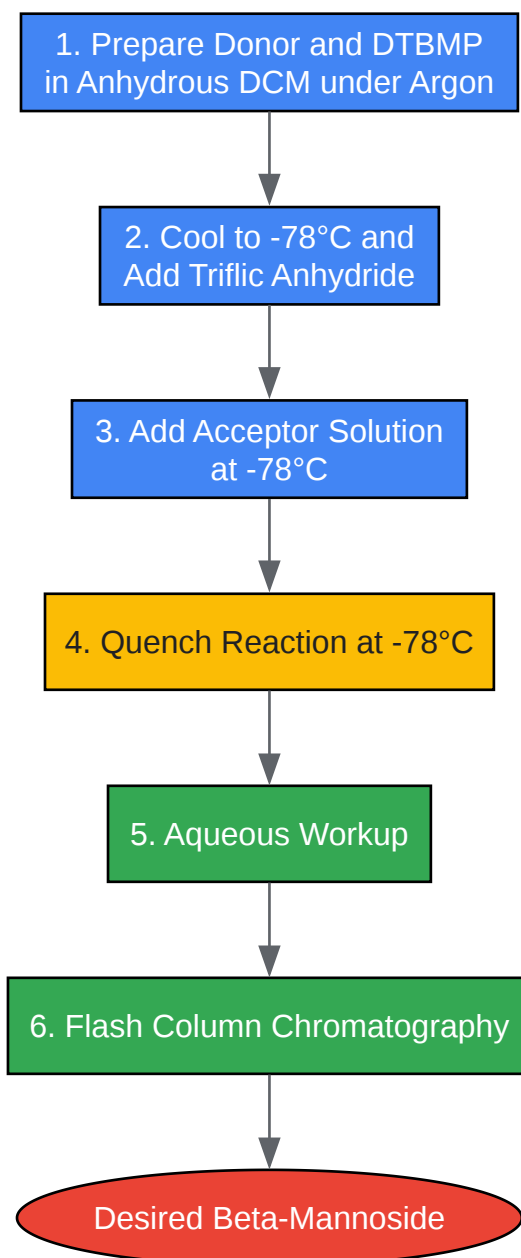 1. Prepare Donor and DTBMP
in Anhydrous DCM under Argon
2. Cool to -78°C and
Add Triflic Anhydride
3. Add Acceptor Solution
at -78°C
4. Quench Reaction at -78°C
5. Aqueous Workup
6. Flash Column Chromatography
Desired Beta-Mannoside